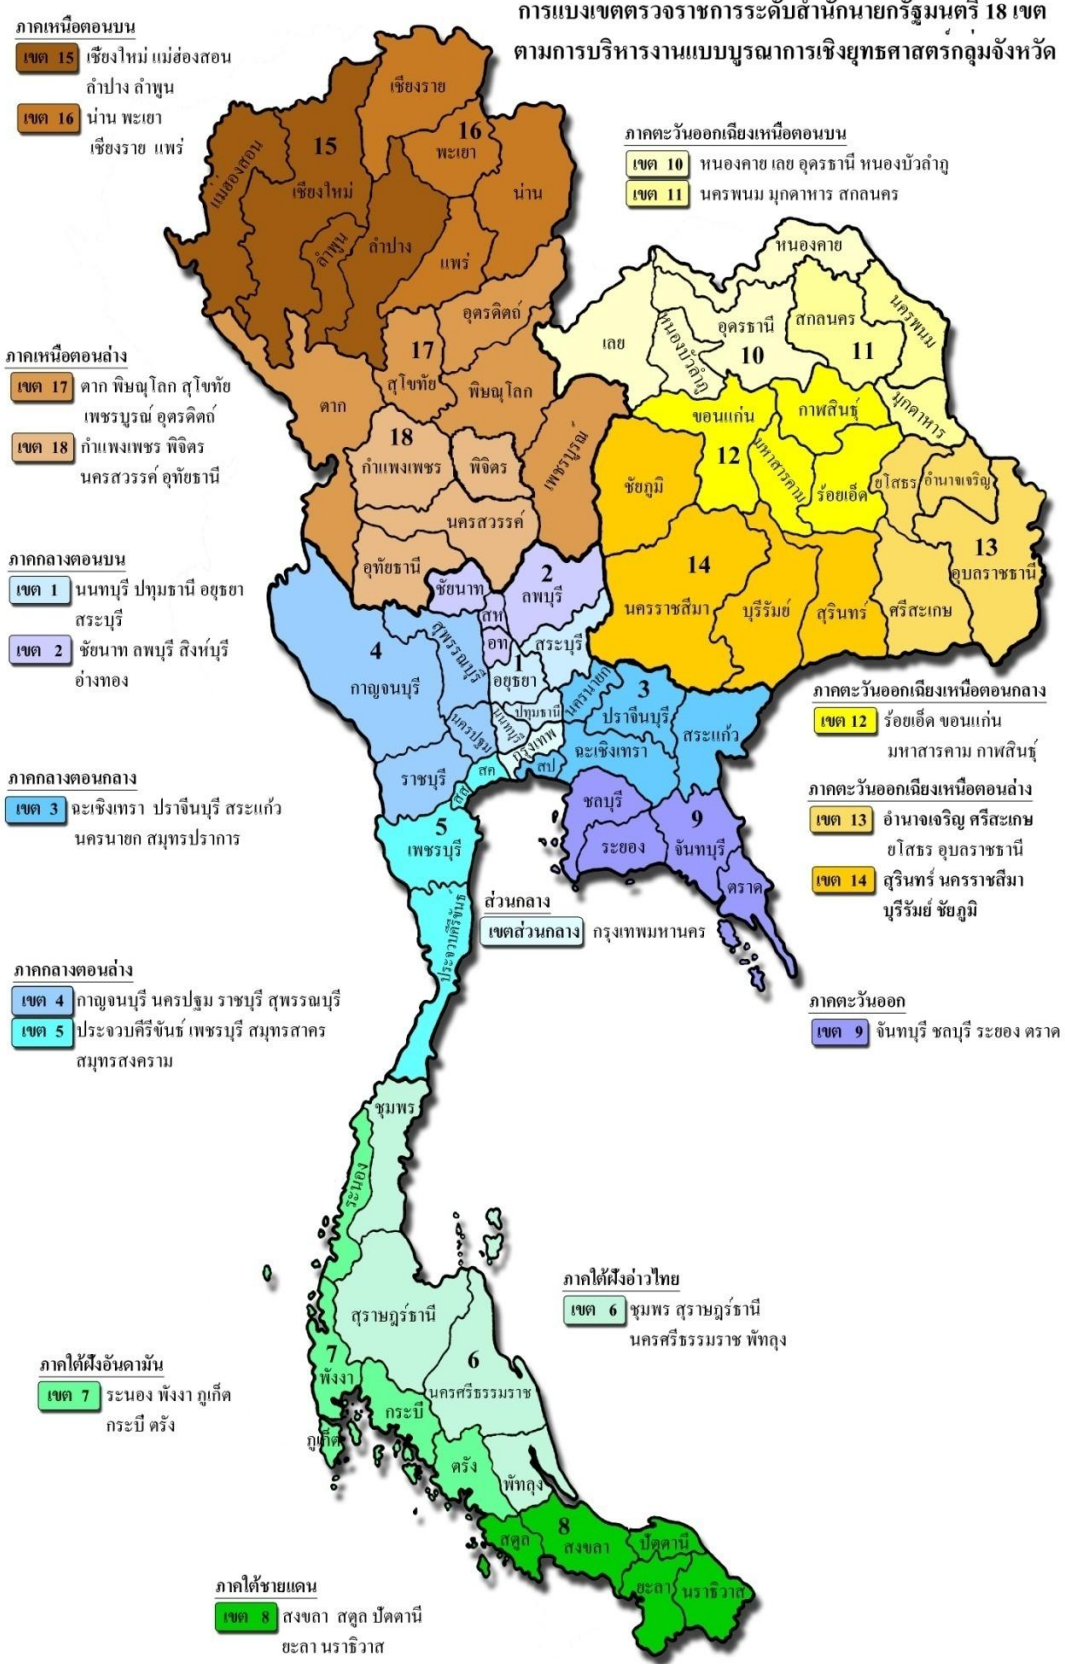 การแบ่งเขตตรวจราชการระดับสำนักนายกรัฐมนตรี 18 เขต
ตามการบริหารงานแบบบูรณาการเชิงยุทธศาสตร์กลุ่มจังหวัด
ภาคเหนือตอนบน
เขต 15 เชียงใหม่ แม่ฮ่องสอน
ลำปาง ลำพูน
เขต 16 น่าน พะเยา
เชียงราย แพร่
ภาคตะวันออกเฉียงเหนือตอนบน
เขต 10 หนองคาย เลย อุดรธานี หนองบัวลำภู
เขต 11 นครพนม มุกดาหาร สกลนคร
ภาคเหนือตอนล่าง
เขต 17 ตาก พิษณุโลก สุโขทัย
เพชรบูรณ์ อุตรดิตถ์
เขต 18 กำแพงเพชร พิจิตร
นครสวรรค์ อุทัยธานี
ภาคกลางตอนบน
เขต 1 นนทบุรี ปทุมธานี อยุธยา
สระบุรี
เขต 2 ชัยนาท ลพบุรี สิงห์บุรี
อ่างทอง
ภาคกลางตอนกลาง
เขต 3 ฉะเชิงเทรา ปราจีนบุรี สระแก้ว
นครนายก สมุทรปราการ
ภาคกลางตอนล่าง
เขต 4 กาญจนบุรี นครปฐม ราชบุรี สุพรรณบุรี
เขต 5 ประจวบคีรีขันธ์ เพชรบุรี สมุทรสาคร
สมุทรสงคราม
ภาคตะวันออกเฉียงเหนือตอนกลาง
เขต 12 ร้อยเอ็ด ขอนแก่น
มหาสารคาม กาฬสินธุ์
ภาคตะวันออกเฉียงเหนือตอนล่าง
เขต 13 อำนาจเจริญ ศรีสะเกษ
ยโสธร อุบลราชธานี
เขต 14 สุรินทร์ นครราชสีมา
บุรีรัมย์ ชัยภูมิ
ส่วนกลาง
เขตส่วนกลาง กรุงเทพมหานคร
ภาคตะวันออก
เขต 9 จันทบุรี ชลบุรี ระยอง ตราด
ภาคใต้ฝั่งอ่าวไทย
เขต 6 ชุมพร สุราษฎร์ธานี
นครศรีธรรมราช พัทลุง
ภาคใต้ฝั่งอันดามัน
เขต 7 ระนอง พังงา ภูเก็ต
กระบี่ ตรัง
ภาคใต้ชายแดน
เขต 8 สงขลา สตูล ปัตตานี
ยะลา นราธิวาส
เชียงราย
16
พะเยา
15
แม่ฮ่องสอน
เชียงใหม่
น่าน
ลำพูน
ลำปาง
แพร่
อุตรดิตถ์
17
สุโขทัย
ตาก
พิษณุโลก
18
กำแพงเพชร
พิจิตร
เพชรบูรณ์
นครสวรรค์
อุทัยธานี
หนองคาย
เลย
หนองบัวลำภู
อุดรธานี
10
สกลนคร
11
นครพนม
มุกดาหาร
ขอนแก่น
กาฬสินธุ์
12
มหาสารคาม
ร้อยเอ็ด
ยโสธร
อำนาจเจริญ
13
อุบลราชธานี
ชัยภูมิ
14
นครราชสีมา
บุรีรัมย์
สุรินทร์
ศรีสะเกษ
ชัยนาท
2
ลพบุรี
สห
อท
สระบุรี
1
อยุธยา
4
กาญจนบุรี
สุพรรณบุรี
นครนายก
3
ปราจีนบุรี
สระแก้ว
ปทุมธานี
นนทบุรี
นครปฐม
กรุงเทพ
ฉะเชิงเทรา
สป
สค
สส
ราชบุรี
5
เพชรบุรี
ประจวบคีรีขันธ์
ชลบุรี
ระยอง
9
จันทบุรี
ตราด
ชุมพร
ระนอง
สุราษฎร์ธานี
7
พังงา
6
นครศรีธรรมราช
กระบี่
ภูเก็ต
ตรัง
พัทลุง
สตูล
8
สงขลา
ปัตตานี
ยะลา
นราธิวาส